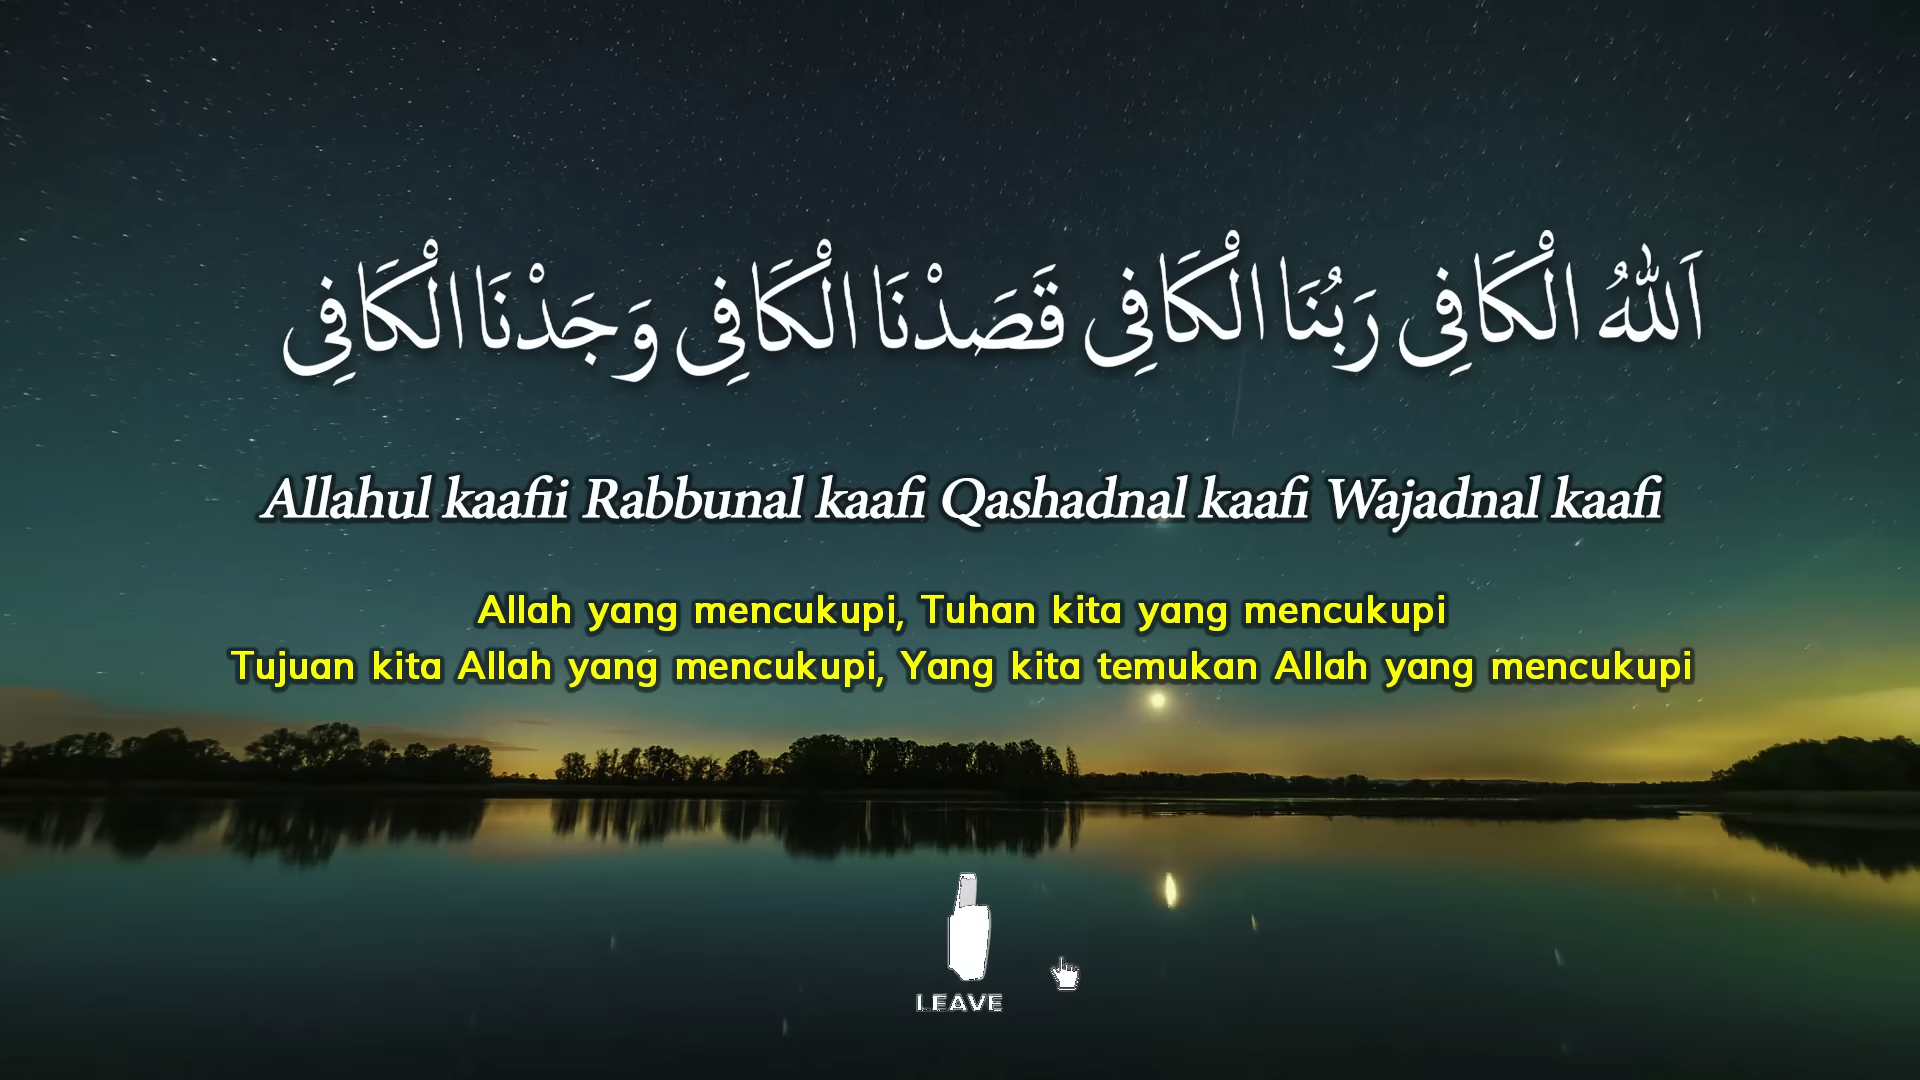 اَللّٰهُ الْكَافِى رَبُنَا الْكَافِى قَصَدْنَا الْكَافِى وَجَدْنَا الْكَافِى
Allahul kaafii Rabbunal kaafi Qashadnal kaafi Wajadnal kaafi
Allah yang mencukupi, Tuhan kita yang mencukupi
Tujuan kita Allah yang mencukupi, Yang kita temukan Allah yang mencukupi
LEAVE